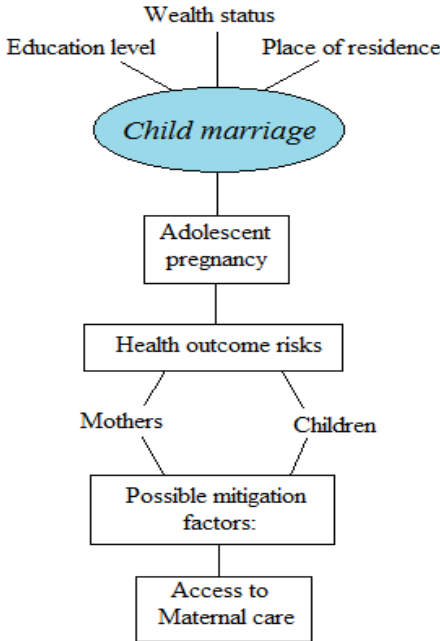 Wealth status
Education level
Place of residence
Child marriage
Adolescent
pregnancy
Health outcome risks
Mothers
Children
Possible mitigation
factors:
Access to
Maternal care